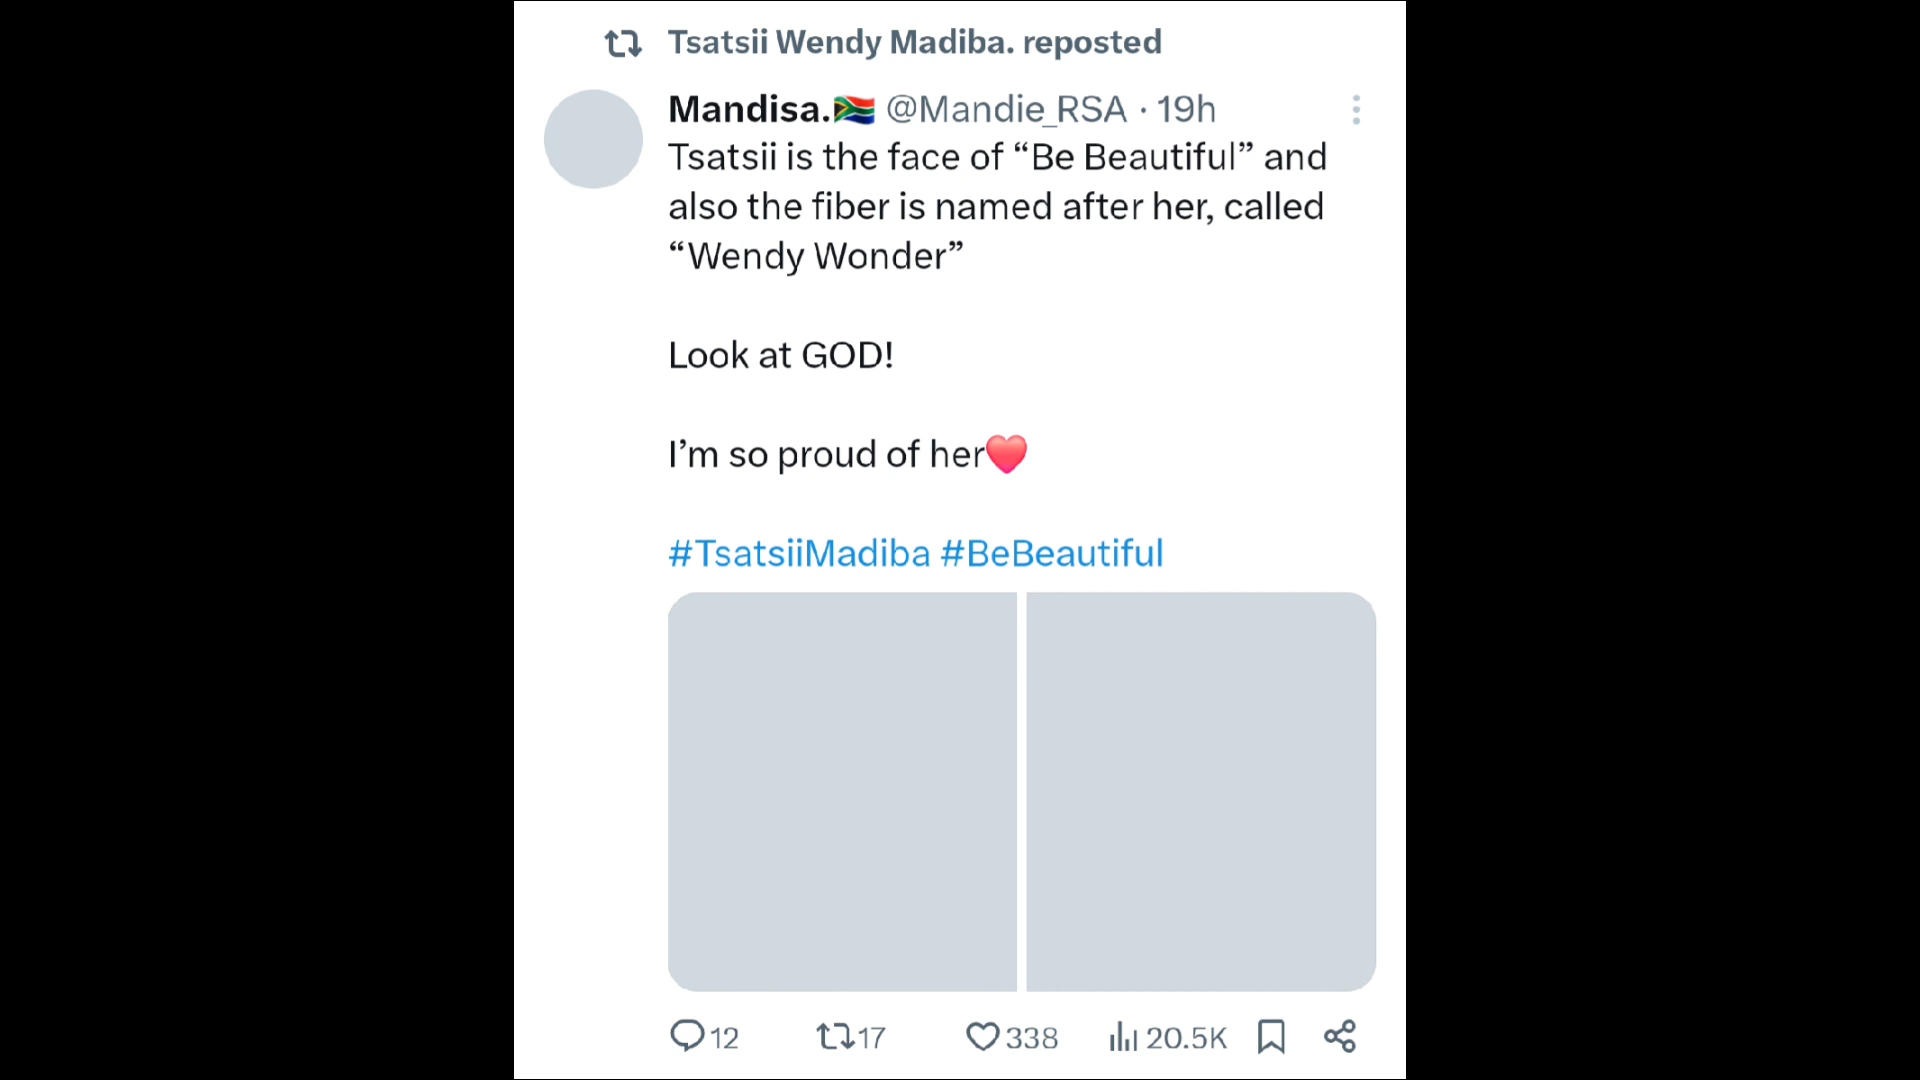 Tsatsii Wendy Madiba. reposted
Mandisa.🇿🇦 @Mandie_RSA · 19h
Tsatsii is the face of “Be Beautiful” and
also the fiber is named after her, called
“Wendy Wonder”
Look at GOD!
I’m so proud of her❤️
#TsatsiiMadiba #BeBeautiful
12 17 338 20.5K